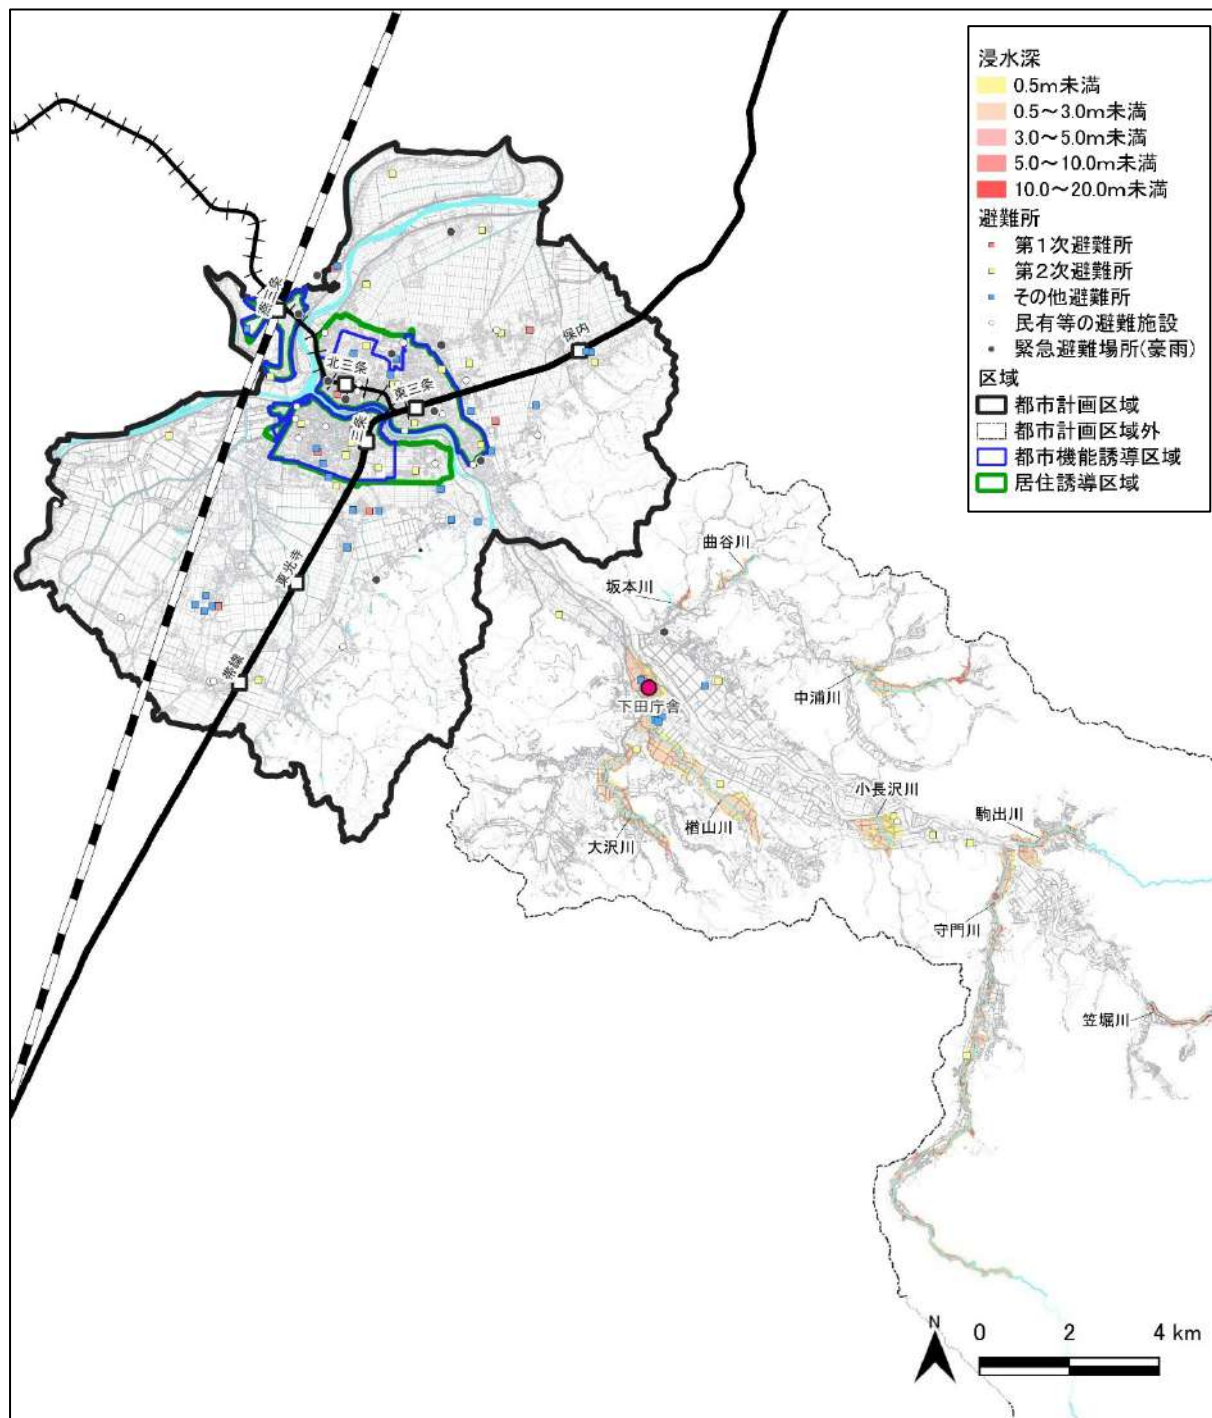 浸水深
0.5m未満
0.5～3.0m未満
3.0～5.0m未満
5.0～10.0m未満
10.0～20.0m未満
避難所
第1次避難所
第2次避難所
その他避難所
民有等の避難施設
緊急避難場所(豪雨)
区域
都市計画区域
都市計画区域外
都市機能誘導区域
居住誘導区域
燕三条
北三条
東三条
保内
三条
東光寺
帯織
曲谷川
坂本川
中浦川
下田庁舎
小長沢川
駒出川
楢山川
大沢川
守門川
笠堀川
N
0 2 4 km